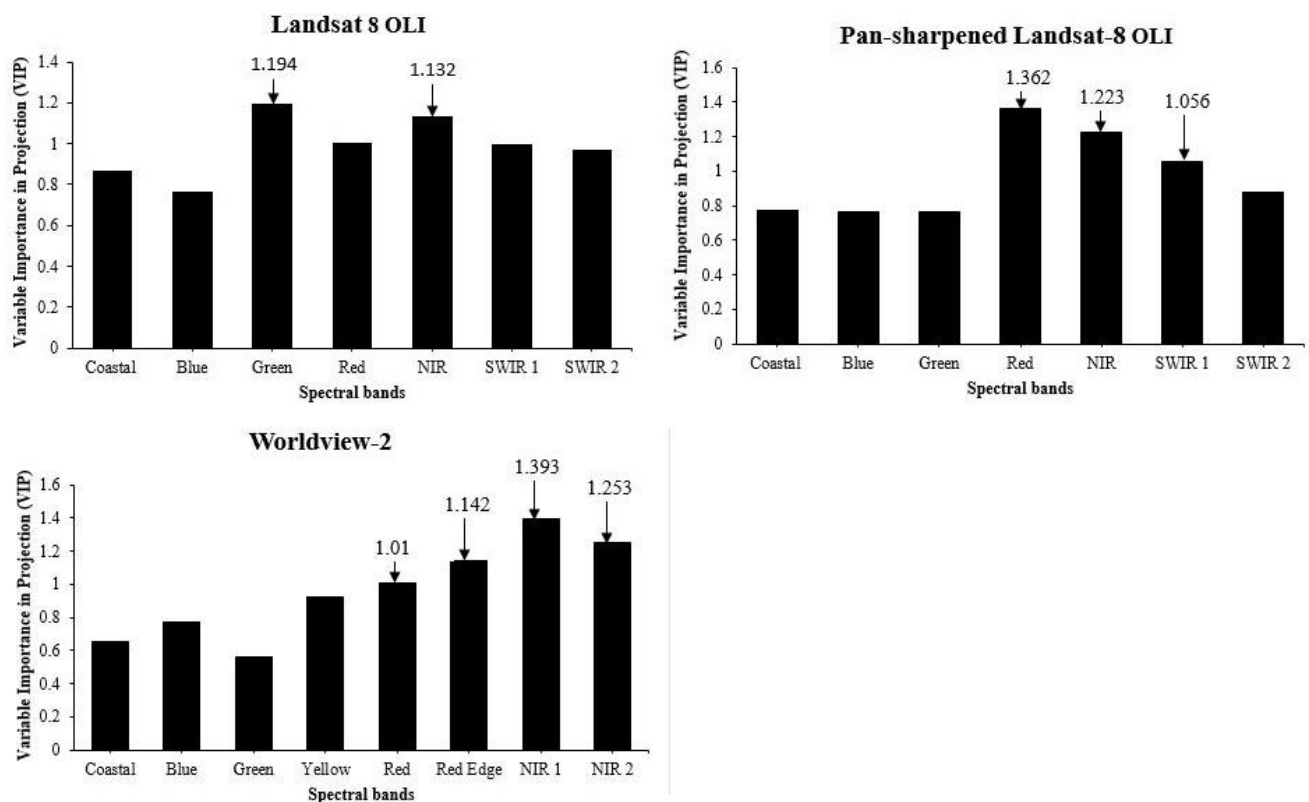 Landsat 8 OLI
Variable Importance in Projection (VIP)
1.4
1.2
1
0.8
0.6
0.4
0.2
0
1.194
1.132
Coastal Blue Green Red NIR SWIR 1 SWIR 2
Spectral bands
Pan-sharpened Landsat-8 OLI
Variable Importance in Projection (VIP)
1.6
1.4
1.2
1
0.8
0.6
0.4
0.2
0
1.362
1.223
1.056
Coastal Blue Green Red NIR SWIR 1 SWIR 2
Spectral bands
Worldview-2
Variable Importance in Projection (VIP)
1.6
1.4
1.2
1
0.8
0.6
0.4
0.2
0
1.01
1.142
1.393
1.253
Coastal Blue Green Yellow Red Red Edge NIR 1 NIR 2
Spectral bands